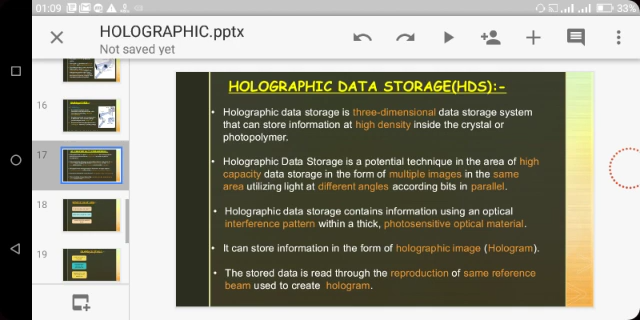 01:09
33%
HOLOGRAPHIC.pptx
Not saved yet
16
17
18
19
HOLOGRAPHIC DATA STORAGE(HDS):-
• Holographic data storage is three-dimensional data storage system
that can store information at high density inside the crystal or
photopolymer.
• Holographic Data Storage is a potential technique in the area of high
capacity data storage in the form of multiple images in the same
area utilizing light at different angles according bits in parallel.
• Holographic data storage contains information using an optical
interference pattern within a thick, photosensitive optical material.
• It can store information in the form of holographic image (Hologram).
• The stored data is read through the reproduction of same reference
beam used to create hologram.